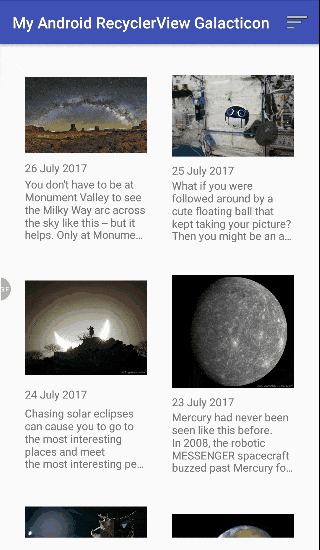 My Android RecyclerView Galacticon
26 July 2017
You don't have to be at
Monument Valley to see
the Milky Way arc across
the sky like this – but it
helps. Only at Monume…
25 July 2017
What if you were
followed around by a
cute floating ball that
kept taking your picture?
Then you might be an a…
24 July 2017
Chasing solar eclipses
can cause you to go to
the most interesting
places and meet
the most interesting pe…
23 July 2017
Mercury had never been
seen like this before.
In 2008, the robotic
MESSENGER spacecraft
buzzed past Mercury fo…